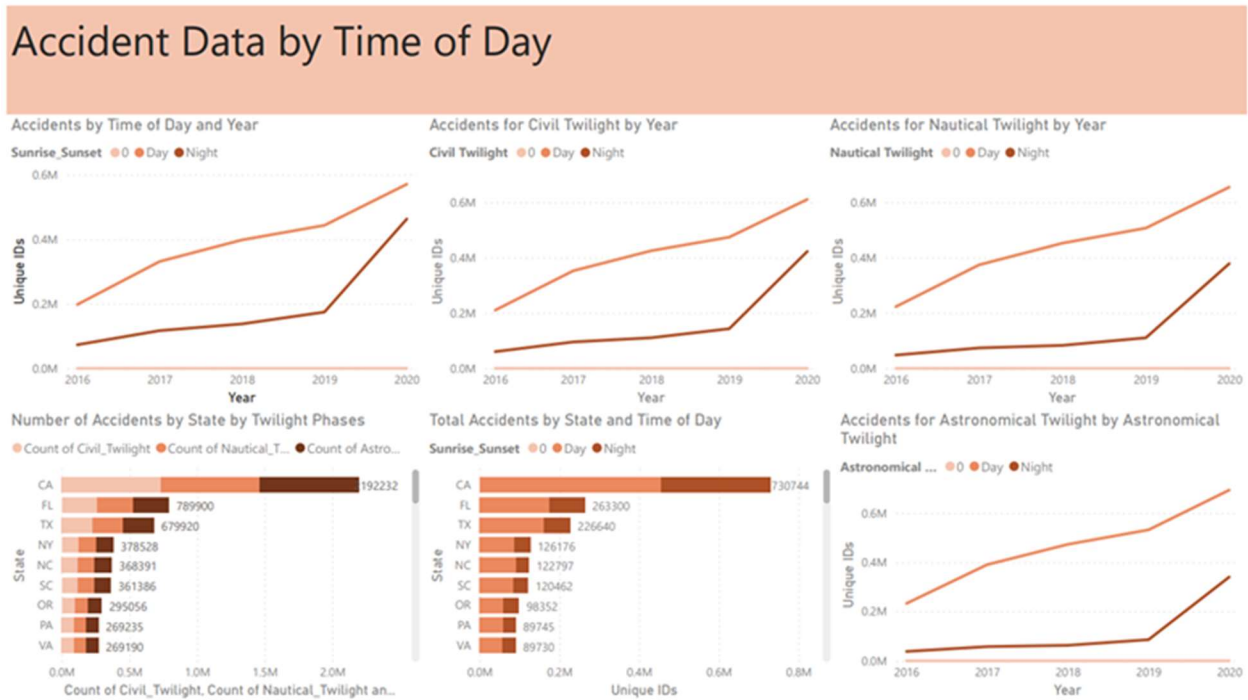 Accident Data by Time of Day
Accidents by Time of Day and Year
Sunrise_Sunset 0 Day Night
0.6M
0.4M
0.2M
0.0M
Unique IDs
2016 2017 2018 2019 2020
Year
Accidents for Civil Twilight by Year
Civil Twilight 0 Day Night
0.6M
0.4M
0.2M
0.0M
Unique IDs
2016 2017 2018 2019 2020
Year
Accidents for Nautical Twilight by Year
Nautical Twilight 0 Day Night
0.6M
0.4M
0.2M
0.0M
Unique IDs
2016 2017 2018 2019 2020
Year
Number of Accidents by State by Twilight Phases
Count of Civil_Twilight Count of Nautical_T... Count of Astro...
State
CA 192232
FL 789900
TX 679920
NY 378528
NC 368391
SC 361386
OR 295056
PA 269235
VA 269190
0.0M 0.5M 1.0M 1.5M 2.0M
Count of Civil_Twilight, Count of Nautical_Twilight an...
Total Accidents by State and Time of Day
Sunrise_Sunset 0 Day Night
State
CA 730744
FL 263300
TX 226640
NY 126176
NC 122797
SC 120462
OR 98352
PA 89745
VA 89730
0.0M 0.2M 0.4M 0.6M 0.8M
Unique IDs
Accidents for Astronomical Twilight by Astronomical
Twilight
Astronomical ... 0 Day Night
0.6M
0.4M
0.2M
0.0M
Unique IDs
2016 2017 2018 2019 2020
Year